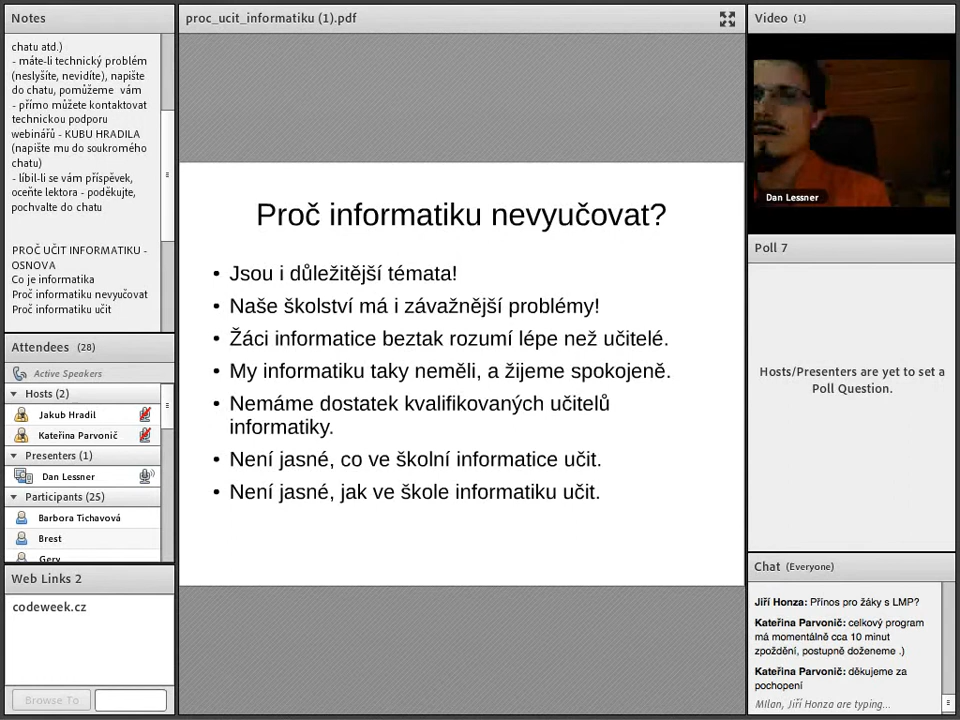 Notes
chatu atd.)
- máte-li technický problém
(neslyšíte, nevidíte), napište
do chatu, pomůžeme vám
- přímo můžete kontaktovat
technickou podporu
webinářů - KUBU HRADILA
(napište mu do soukromého
chatu)
- líbil-li se vám příspěvek,
oceňte lektora - poděkujte,
pochvalte do chatu
PROČ UČIT INFORMATIKU -
OSNOVA
Co je informatika
Proč informatiku nevyučovat
Proč informatiku učit
Attendees (28)
Active Speakers
Hosts (2)
Jakub Hradil
Kateřina Parvonič
Presenters (1)
Dan Lessner
Participants (25)
Barbora Tichavová
Brest
Gery
Web Links 2
codeweek.cz
Browse To
proc_ucit_informatiku (1).pdf
Proč informatiku nevyučovat?
• Jsou i důležitější témata!
• Naše školství má i závažnější problémy!
• Žáci informatice beztak rozumí lépe než učitelé.
• My informatiku taky neměli, a žijeme spokojeně.
• Nemáme dostatek kvalifikovaných učitelů
informatiky.
• Není jasné, co ve školní informatice učit.
• Není jasné, jak ve škole informatiku učit.
Video (1)
Dan Lessner
Poll 7
Hosts/Presenters are yet to set a
Poll Question.
Chat (Everyone)
Jiří Honza: Přínos pro žáky s LMP?
Kateřina Parvonič: celkový program
má momentálně cca 10 minut
zpoždění, postupně doženeme .)
Kateřina Parvonič: děkujeme za
pochopení
Milan, Jiří Honza are typing...